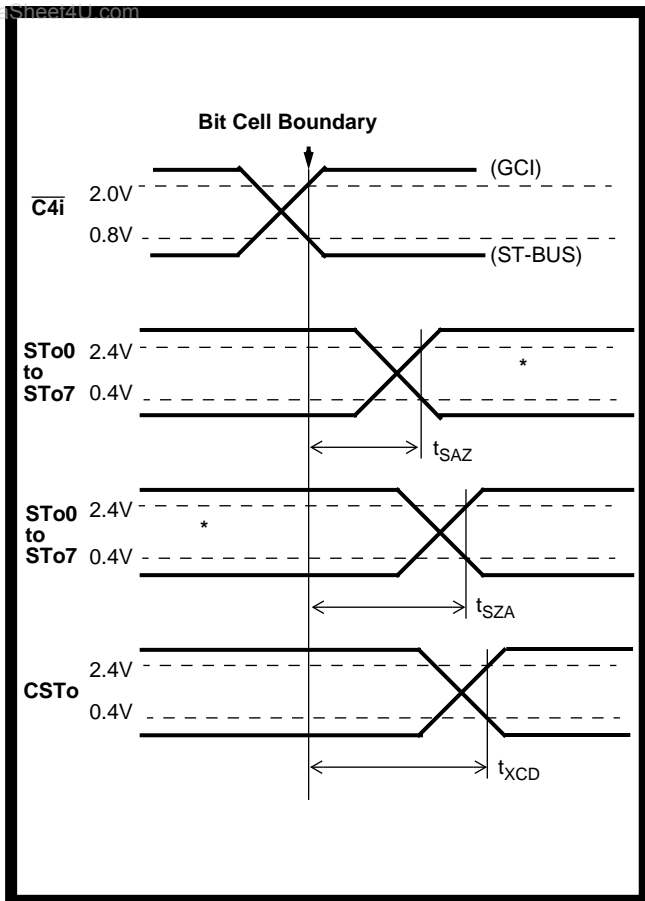 aSheet4U.com
Bit Cell Boundary
C4i
2.0V
0.8V
(GCI)
(ST-BUS)
STo0
to
STo7
2.4V
0.4V
*
tSAZ
STo0
to
STo7
2.4V
0.4V
*
tSZA
CSTo
2.4V
0.4V
tXCD